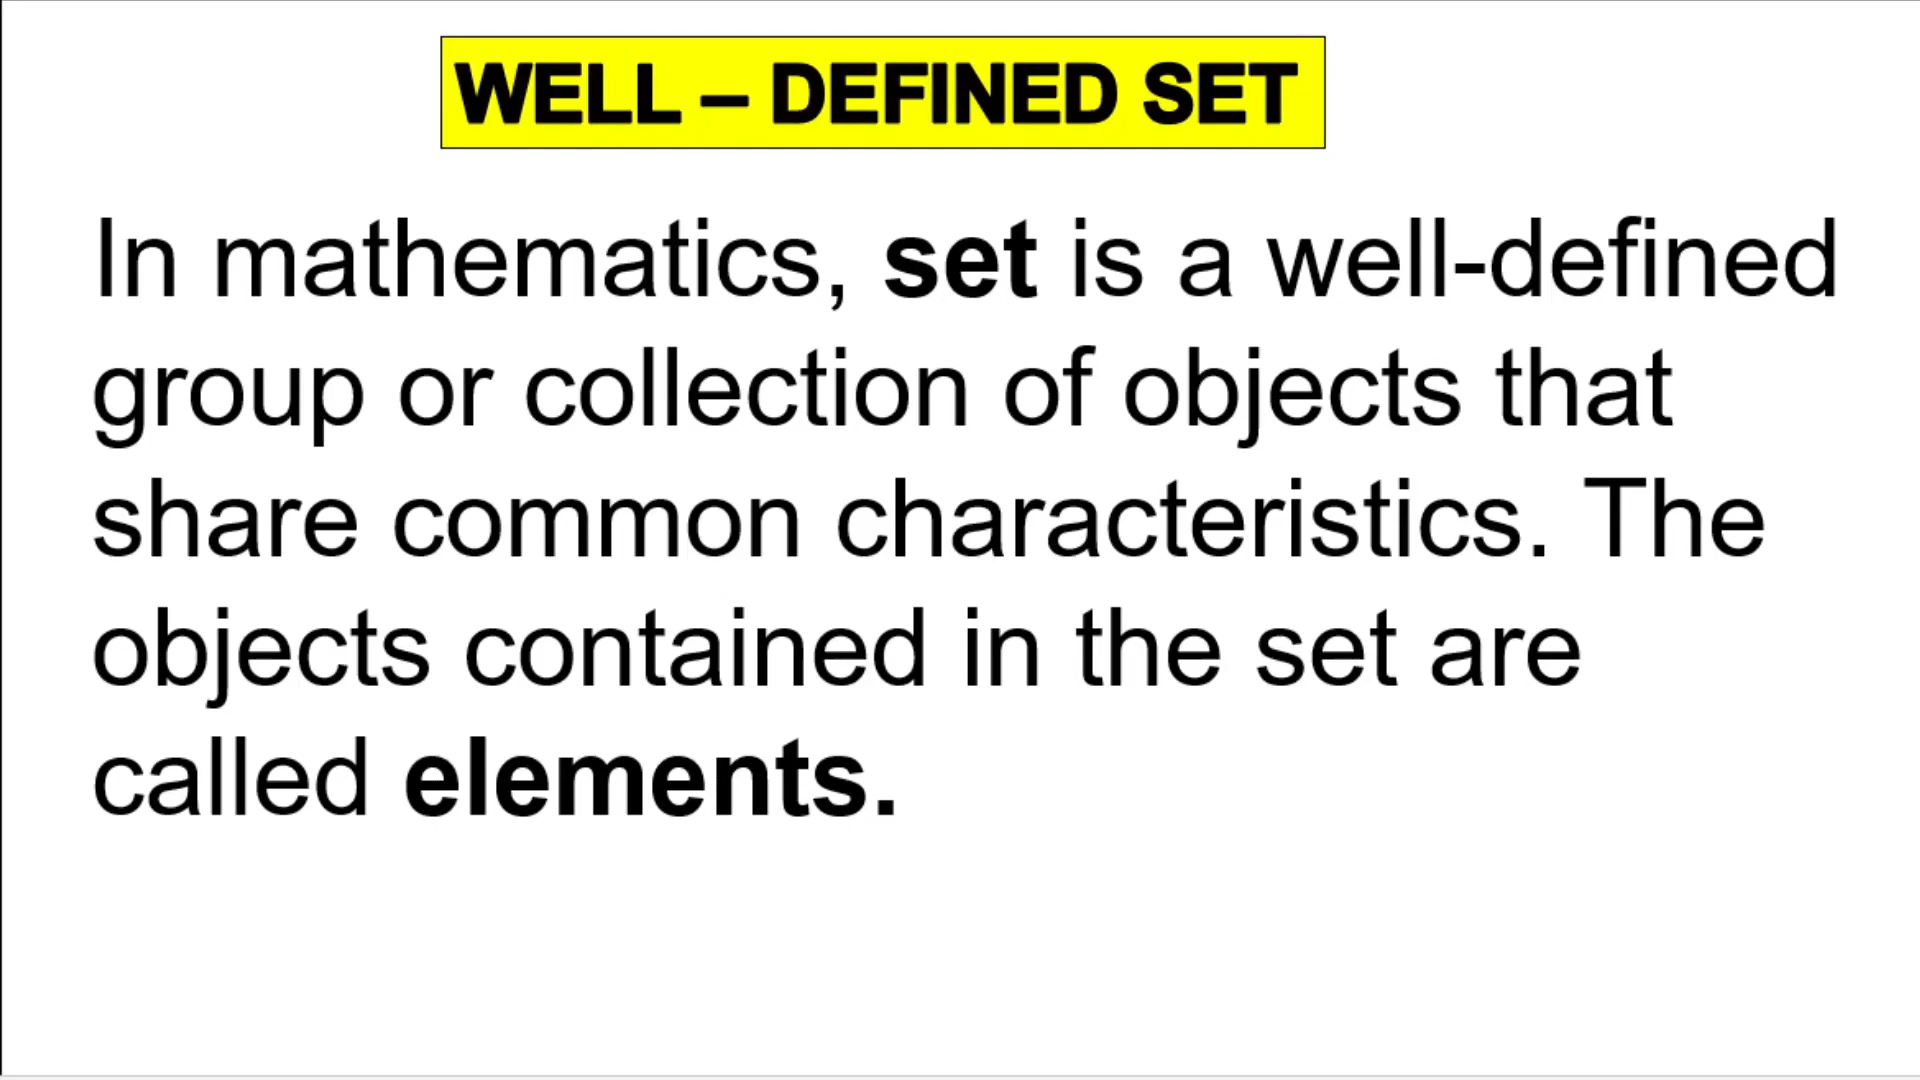 WELL – DEFINED SET
In mathematics, set is a well-defined
group or collection of objects that
share common characteristics. The
objects contained in the set are
called elements.